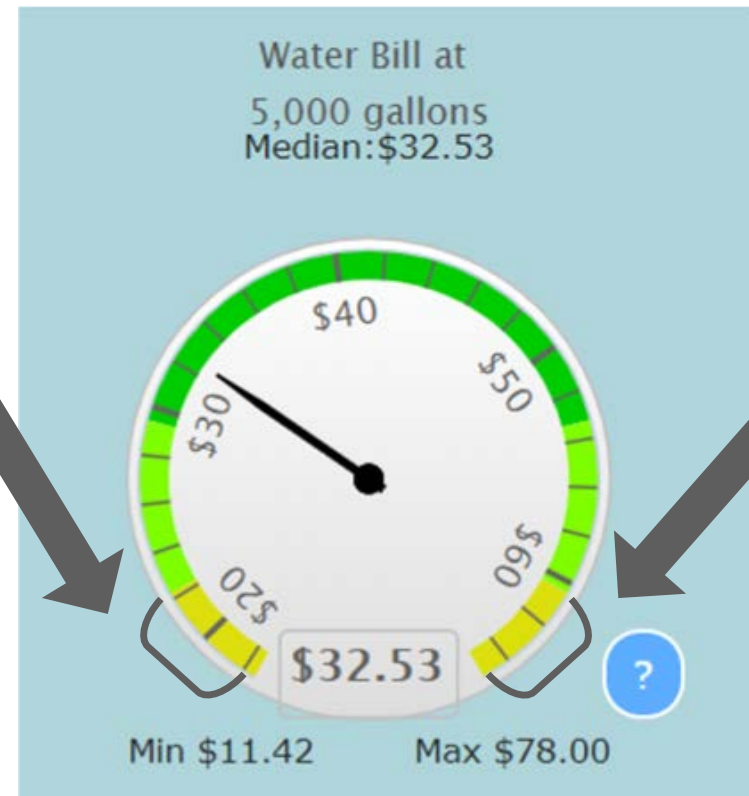 Water Bill at
5,000 gallons
Median:$32.53
$40
$50
$30
$60
$20
$32.53
?
Min $11.42 Max $78.00